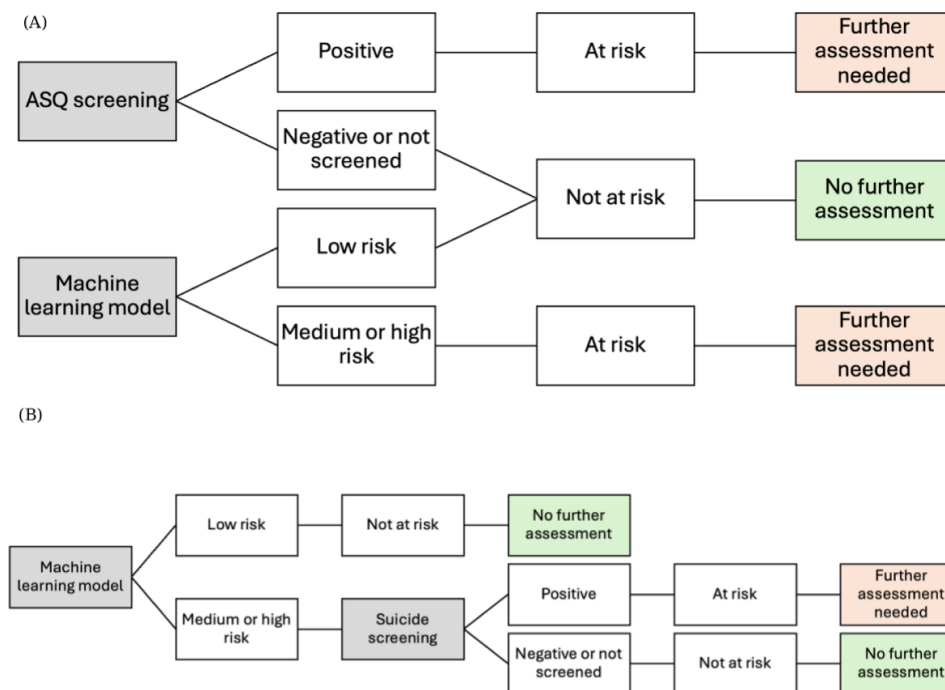 (A)
ASQ screening
Positive
At risk
Further
assessment
needed
Negative or not
screened
Not at risk
No further
assessment
Machine
learning model
Low risk
Medium or high
risk
At risk
Further
assessment
needed
(B)
Machine
learning model
Low risk
Not at risk
No further
assessment
Medium or high
risk
Suicide
screening
Positive
At risk
Further
assessment
needed
Negative or not
screened
Not at risk
No further
assessment